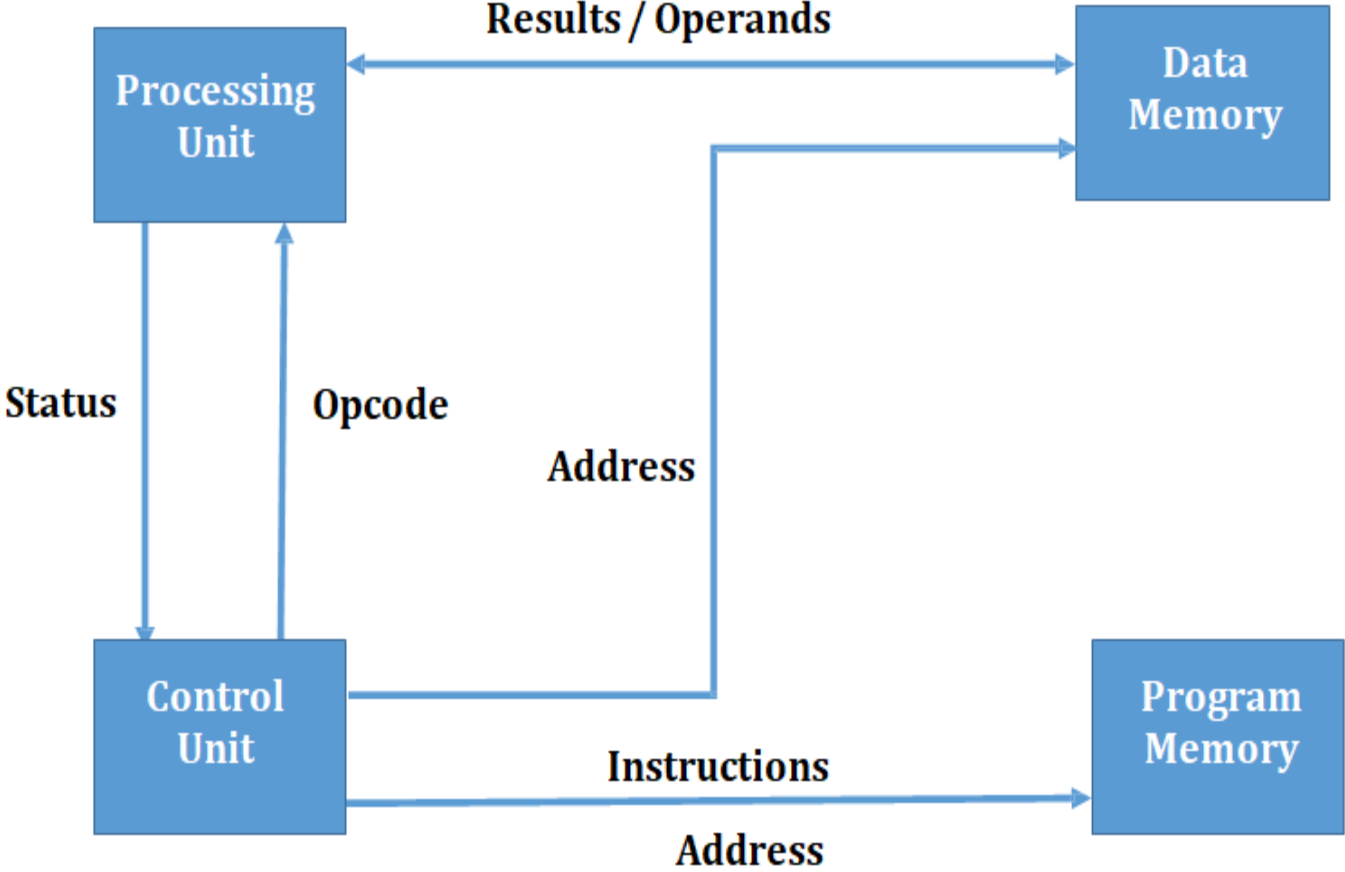 Results / Operands
Processing
Unit
Data
Memory
Status
Opcode
Address
Control
Unit
Instructions
Address
Program
Memory